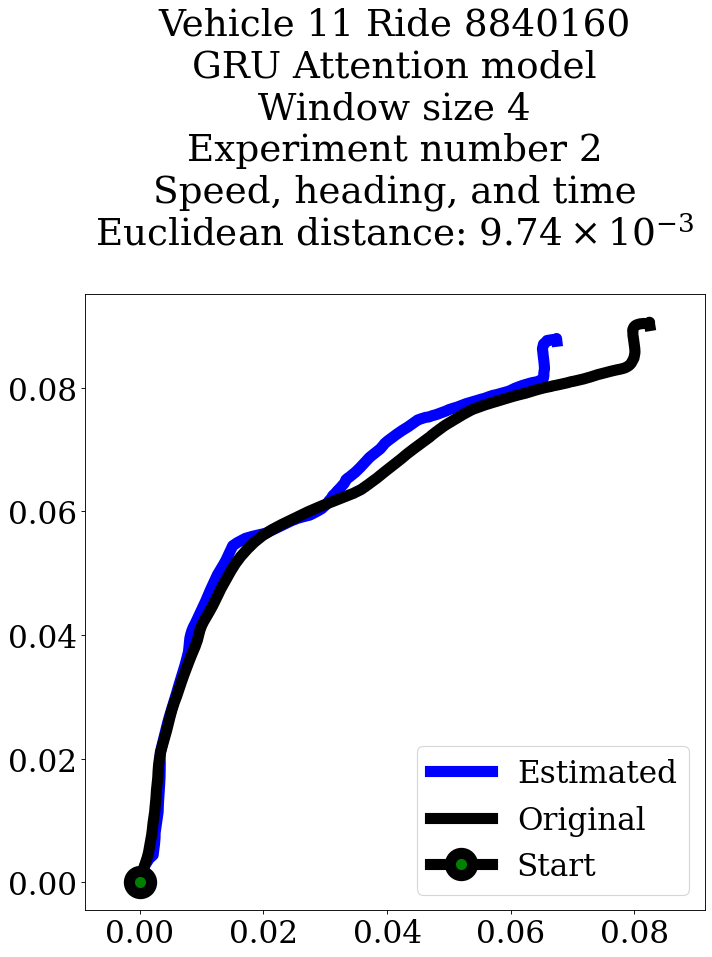 Vehicle 11 Ride 8840160
GRU Attention model
Window size 4
Experiment number 2
Speed, heading, and time
Euclidean distance: 9.74 × 10⁻³
0.08
0.06
0.04
0.02
0.00
Estimated
Original
Start
0.00 0.02 0.04 0.06 0.08